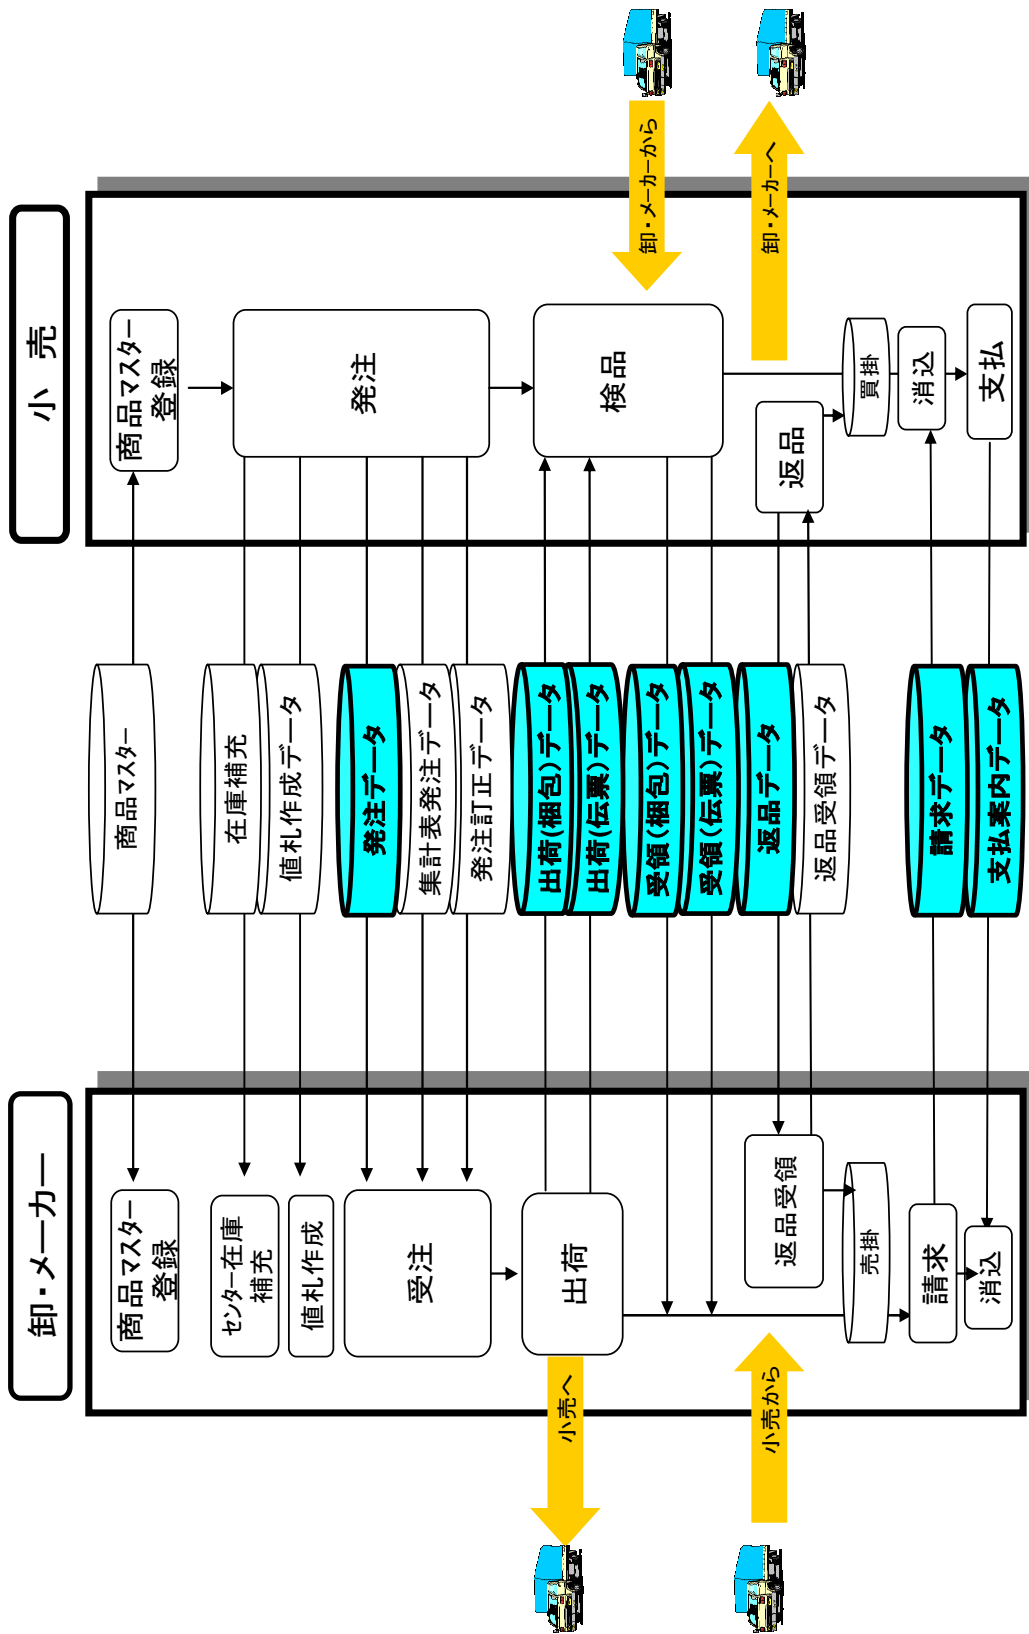 卸・メーカー
小売
商品マスター
登録
商品マスター
商品マスター
登録
センター在庫
補充
在庫補充
値札作成
値札作成データ
受注
発注データ
集計表発注データ
発注訂正データ
発注
出荷
出荷(梱包)データ
出荷(伝票)データ
受領(梱包)データ
受領(伝票)データ
検品
小売へ
卸・メーカーから
返品受領
返品データ
返品受領データ
返品
小売から
卸・メーカーへ
売掛
買掛
請求
請求データ
消込
消込
支払案内データ
支払